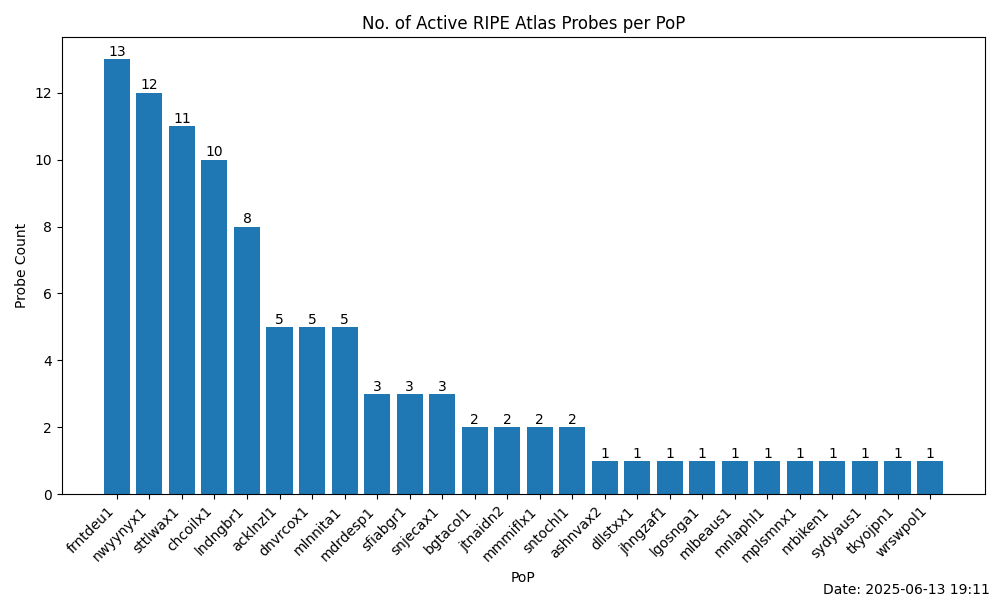 No. of Active RIPE Atlas Probes per PoP
Probe Count
12
10
8
6
4
2
0
13
12
11
10
8
5
5
5
3
3
3
2
2
2
2
1
1
1
1
1
1
1
1
1
1
1
frntdeu1
nwyynyx1
sttlwax1
chcoilx1
lndngbr1
acklnzl1
dnvrcox1
mlnnita1
mdrdesp1
sfiabgr1
snjecax1
bgtacol1
jtnaidn2
mmmiflx1
sntochl1
ashnvax2
dllstxx1
jhngzaf1
lgosnga1
mlbeaus1
mnlaphl1
mplsmnx1
nrbiken1
sydyaus1
tkyojpn1
wrswpol1
PoP
Date: 2025-06-13 19:11